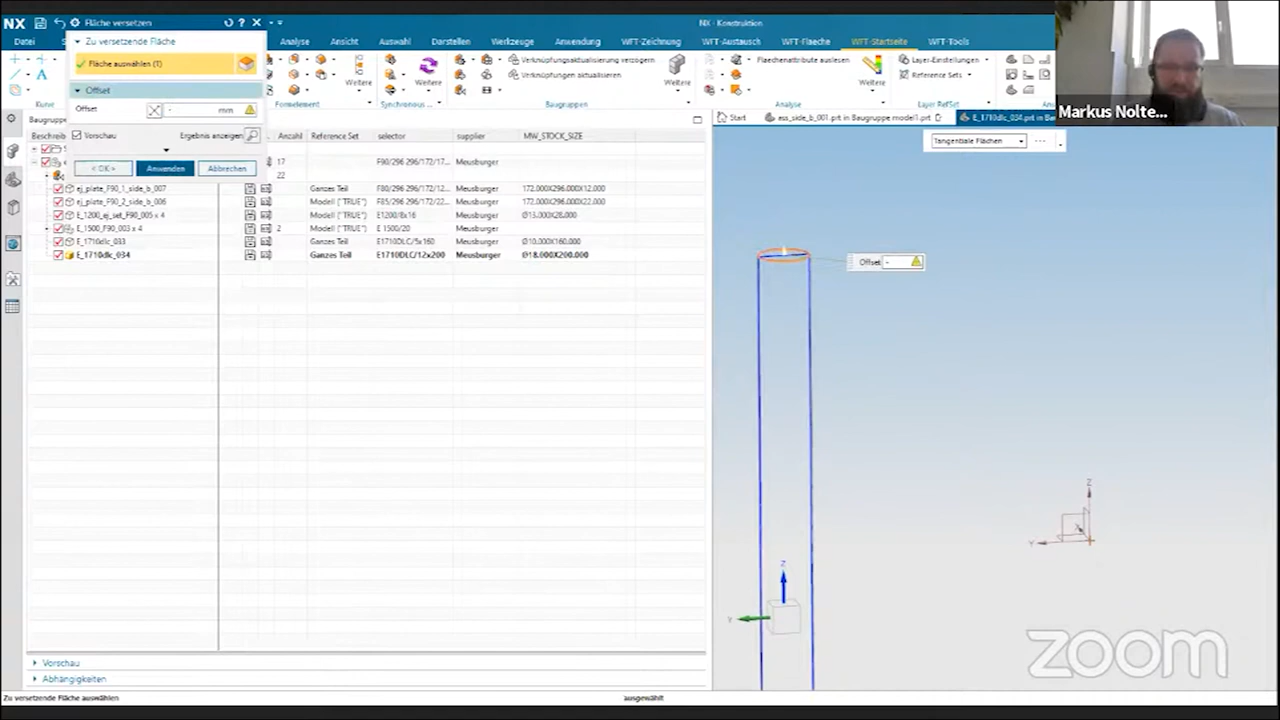 NX
Fläche versetzen
NX - Konstruktion
Datei
Analyse
Ansicht
Auswahl
Darstellen
Werkzeuge
Anwendung
WFT-Zeichnung
WFT-Austausch
WFT-Flaeche
WFT-Startseite
WFT-Tools
Zu versetzende Fläche
Fläche auswählen (1)
Offset
Offset
-
mm
Vorschau
Ergebnis anzeigen
< OK >
Anwenden
Abbrechen
Kurve
Weitere
Formelement
Weitere
Synchronous ...
Verknüpfungsaktualisierung verzögern
Verknüpfungen aktualisieren
Weitere
Baugruppen
Flaechenattribute auslesen
Weitere
Analyse
Layer-Einstellungen
Reference Sets
Layer RefSet
Markus Nolte...
Start
ass_side_b_001.prt in Baugruppe model1.prt
E_1710dlc_034.prt in Bau
Tangentiale Flächen
Anzahl Reference Set selector supplier MW_STOCK_SIZE
17 F90/296 296/172/17... Meusburger
22
ej_plate_F90_1_side_b_007 Ganzes Teil F80/296 296/172/12... Meusburger 172.000X296.000X12.000
ej_plate_F90_2_side_b_006 Modell ("TRUE") F85/296 296/172/22... Meusburger 172.000X296.000X22.000
E_1200_ej_set_F90_005 x 4 Modell ("TRUE") E1200/8x16 Meusburger Ø13.000X28.000
E_1500_F90_003 x 4 2 Modell ("TRUE") E 1500/20 Meusburger
E_1710dlc_033 Ganzes Teil E1710DLC/5x160 Meusburger Ø10.000X160.000
E_1710dlc_034 Ganzes Teil E1710DLC/12x200 Meusburger Ø18.000X200.000
Offset -
Z
Y
X
Z
Y
zoom
Vorschau
Abhängigkeiten
Zu versetzende Fläche auswählen
ausgewählt